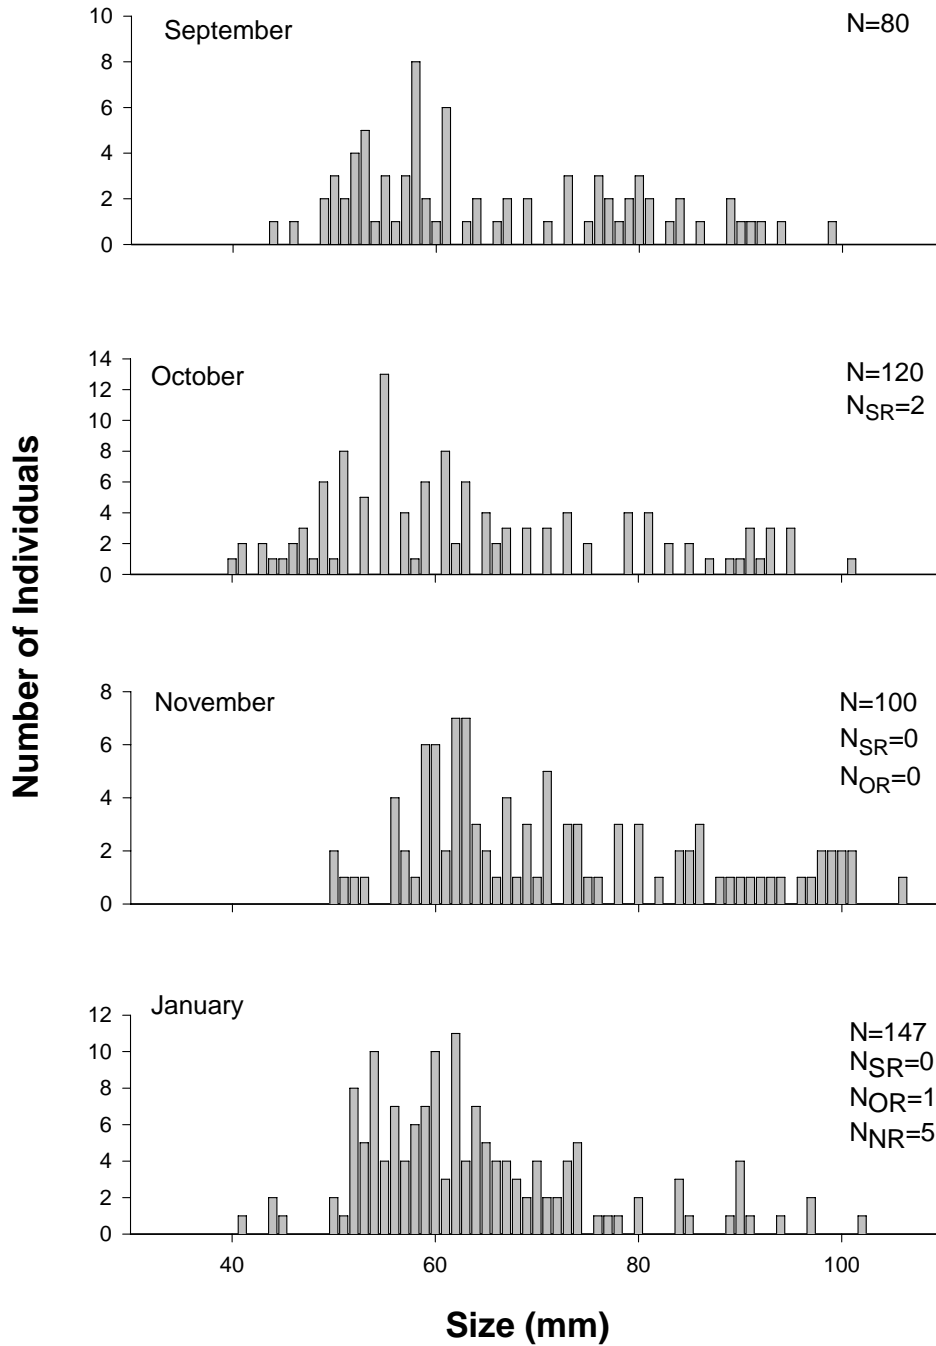 10
September
N=80
8
6
4
2
0
14
October
N=120
12
NSR=2
10
8
6
4
2
0
Number of Individuals
8
November
N=100
NSR=0
6
NOR=0
4
2
0
January
12
N=147
10
NSR=0
8
NOR=1
6
NNR=5
4
2
0
40 60 80 100
Size (mm)